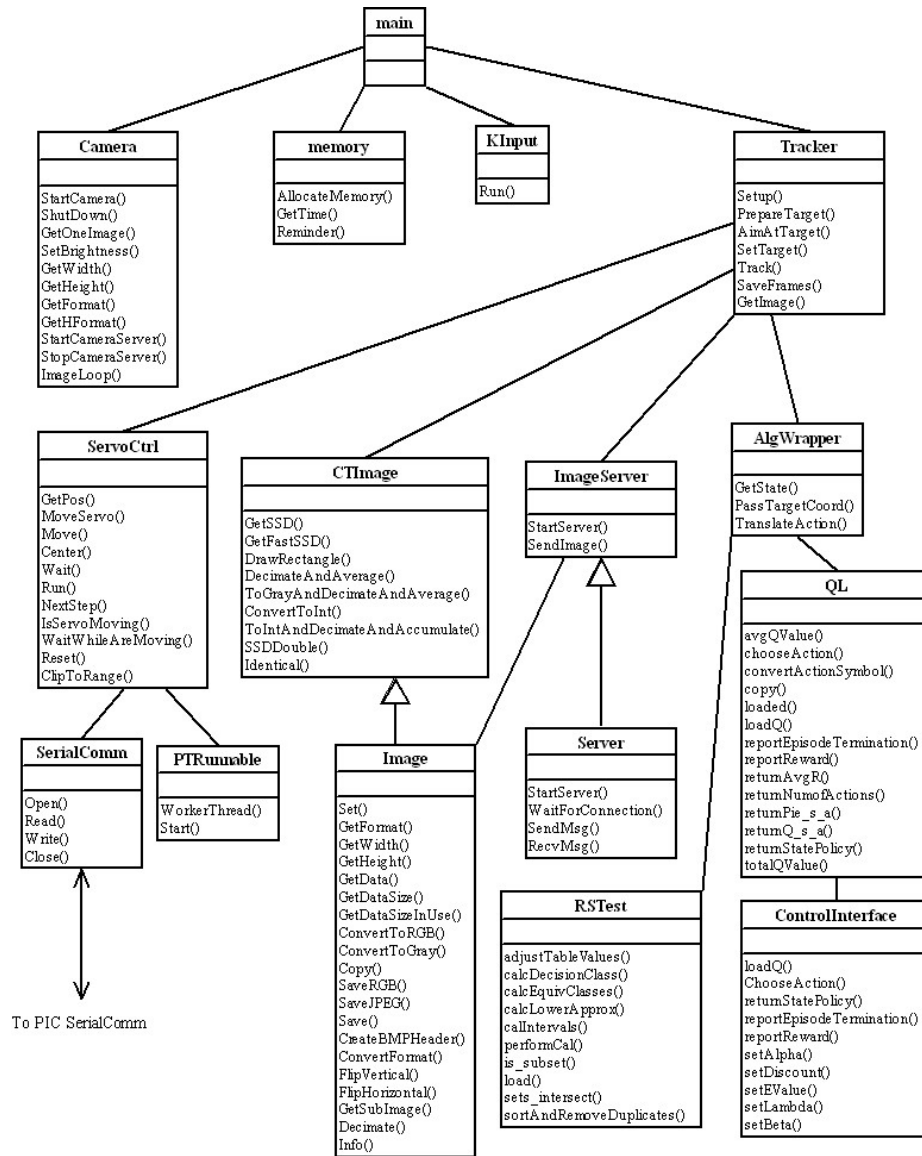 main
Camera
StartCamera()
ShutDown()
GetOneImage()
SetBrightness()
GetWidth()
GetHeight()
GetFormat()
GetHFormat()
StartCameraServer()
StopCameraServer()
ImageLoop()
memory
AllocateMemory()
GetTime()
Reminder()
KInput
Run()
Tracker
Setup()
PrepareTarget()
AimAtTarget()
SetTarget()
Track()
SaveFrames()
GetImage()
ServoCtrl
GetPos()
MoveServo()
Move()
Center()
Wait()
Run()
NextStep()
IsServoMoving()
WaitWhileAreMoving()
Reset()
ClipToRange()
CTImage
GetSSD()
GetFastSSD()
DrawRectangle()
DecimateAndAverage()
ToGrayAndDecimateAndAverage()
ConvertToInt()
ToIntAndDecimateAndAccumulate()
SSDDouble()
Identical()
ImageServer
StartServer()
SendImage()
AlgWrapper
GetState()
PassTargetCoord()
TranslateAction()
QL
avgQValue()
chooseAction()
convertActionSymbol()
copy()
loaded()
loadQ()
reportEpisodeTermination()
reportReward()
returnAvgR()
returnNumofActions()
returnPie_s_a()
returnQ_s_a()
returnStatePolicy()
totalQValue()
SerialComm
Open()
Read()
Write()
Close()
PTRunnable
WorkerThread()
Start()
Image
Set()
GetFormat()
GetWidth()
GetHeight()
GetData()
GetDataSize()
GetDataSizeInUse()
ConvertToRGB()
ConvertToGray()
Copy()
SaveRGB()
SaveJPEG()
Save()
CreateBMPHeader()
ConvertFormat()
FlipVertical()
FlipHorizontal()
GetSubImage()
Decimate()
Info()
Server
StartServer()
WaitForConnection()
SendMsg()
RecvMsg()
RSTest
adjustTableValues()
calcDecisionClass()
calcEquivClasses()
calcLowerApprox()
calIntervals()
performCal()
is_subset()
load()
sets_intersect()
sortAndRemoveDuplicates()
ControlInterface
loadQ()
ChooseAction()
returnStatePolicy()
reportEpisodeTermination()
reportReward()
setAlpha()
setDiscount()
setEValue()
setLambda()
setBeta()
To PIC SerialComm